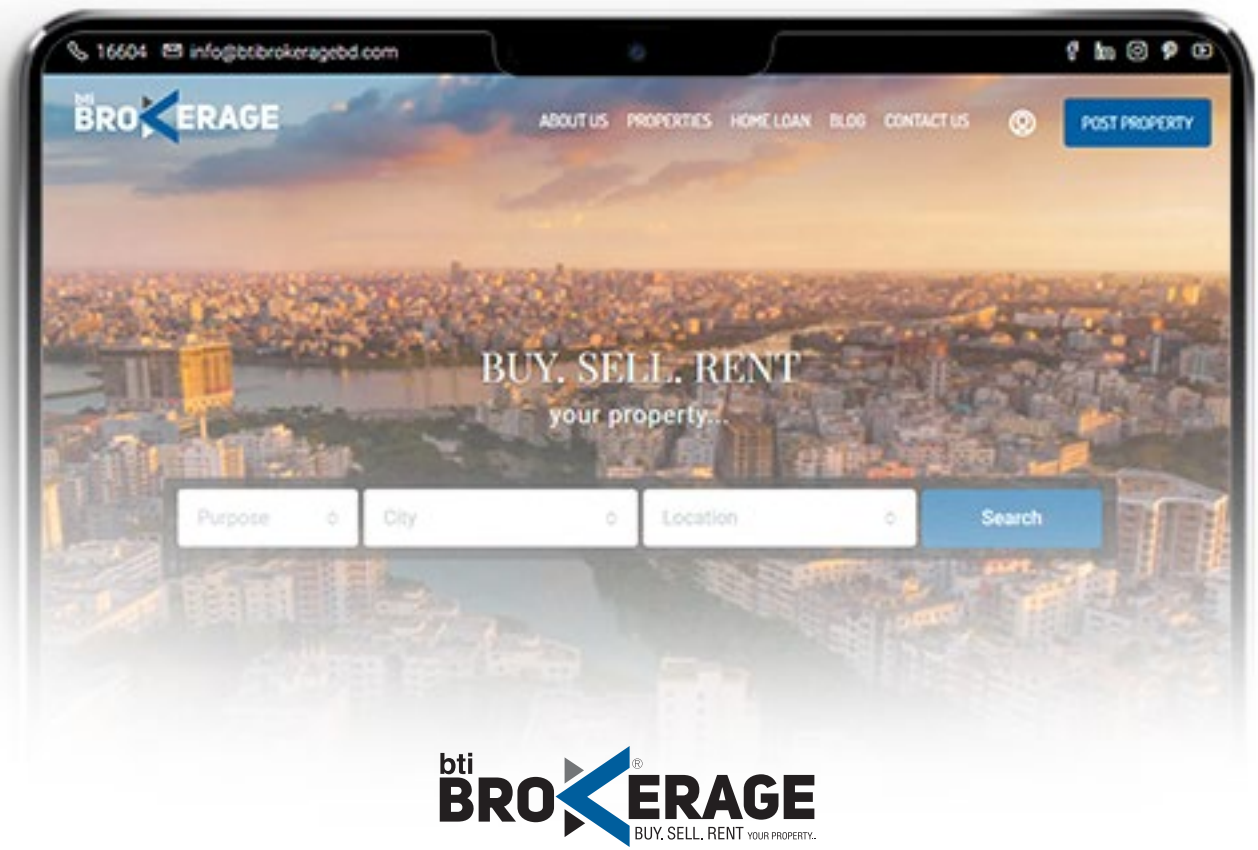 16604 info@btibrokeragebd.com
bti
BROKERAGE
ABOUT US PROPERTIES HOME LOAN BLOG CONTACT US POST PROPERTY
BUY. SELL. RENT
your property...
Purpose City Location Search
bti
BROKERAGE®
BUY. SELL. RENT YOUR PROPERTY...